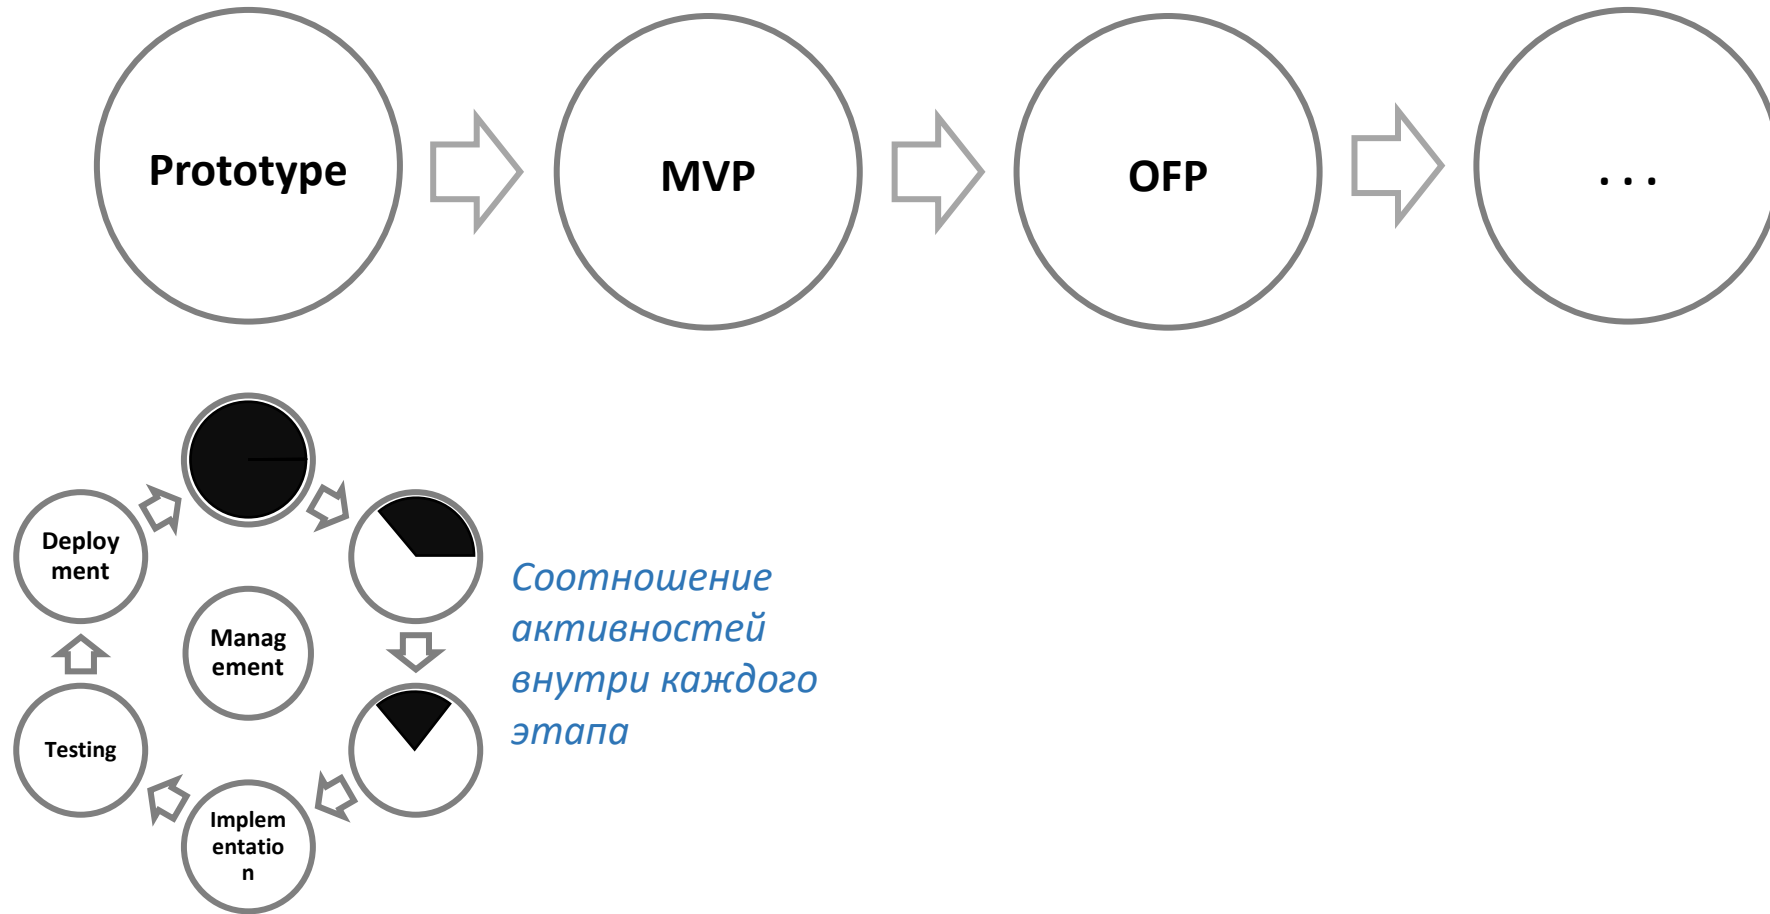 Prototype
MVP
OFP
. . .
Deploy
ment
Manag
ement
Testing
Implem
entatio
n
Соотношение
активностей
внутри каждого
этапа